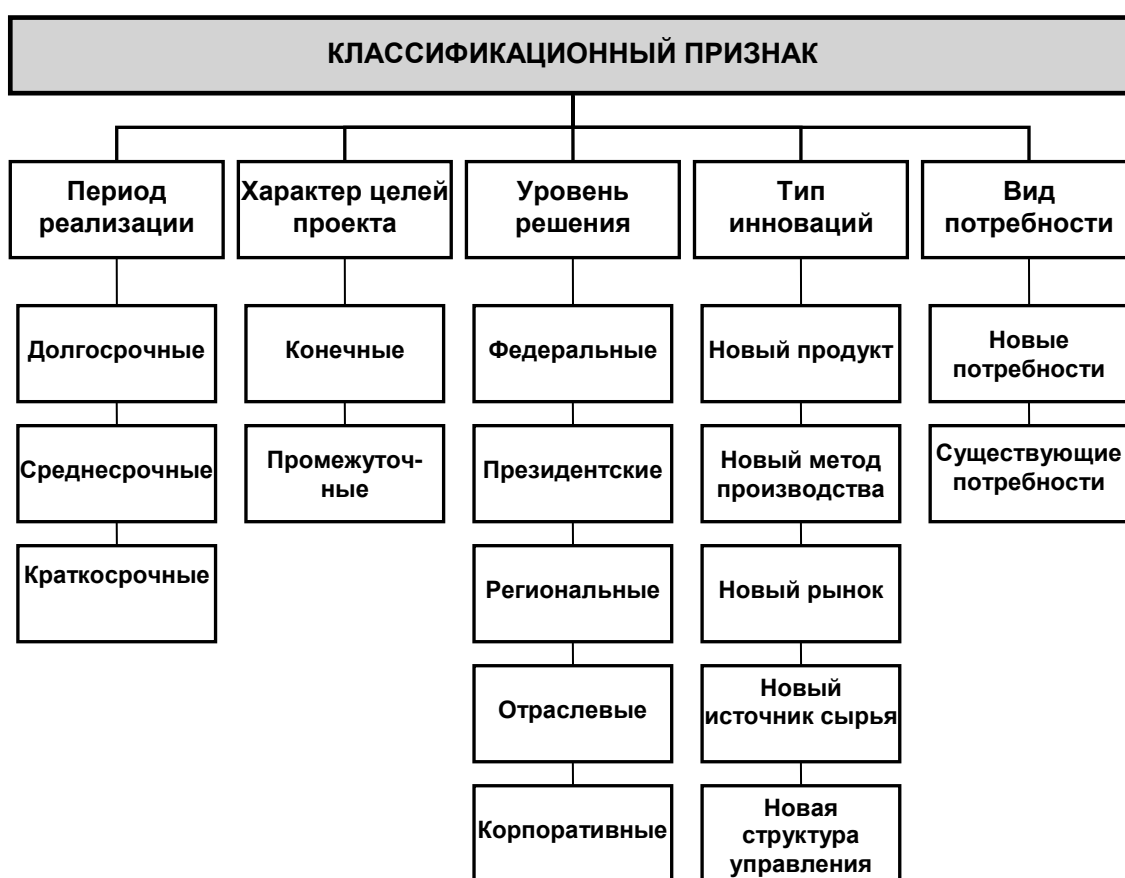 КЛАССИФИКАЦИОННЫЙ ПРИЗНАК
Период
реализации
Характер целей
проекта
Уровень
решения
Тип
инноваций
Вид
потребности
Долгосрочные
Конечные
Федеральные
Новый продукт
Новые
потребности
Среднесрочные
Промежуточ-
ные
Президентские
Новый метод
производства
Существующие
потребности
Краткосрочные
Региональные
Новый рынок
Отраслевые
Новый
источник сырья
Корпоративные
Новая
структура
управления